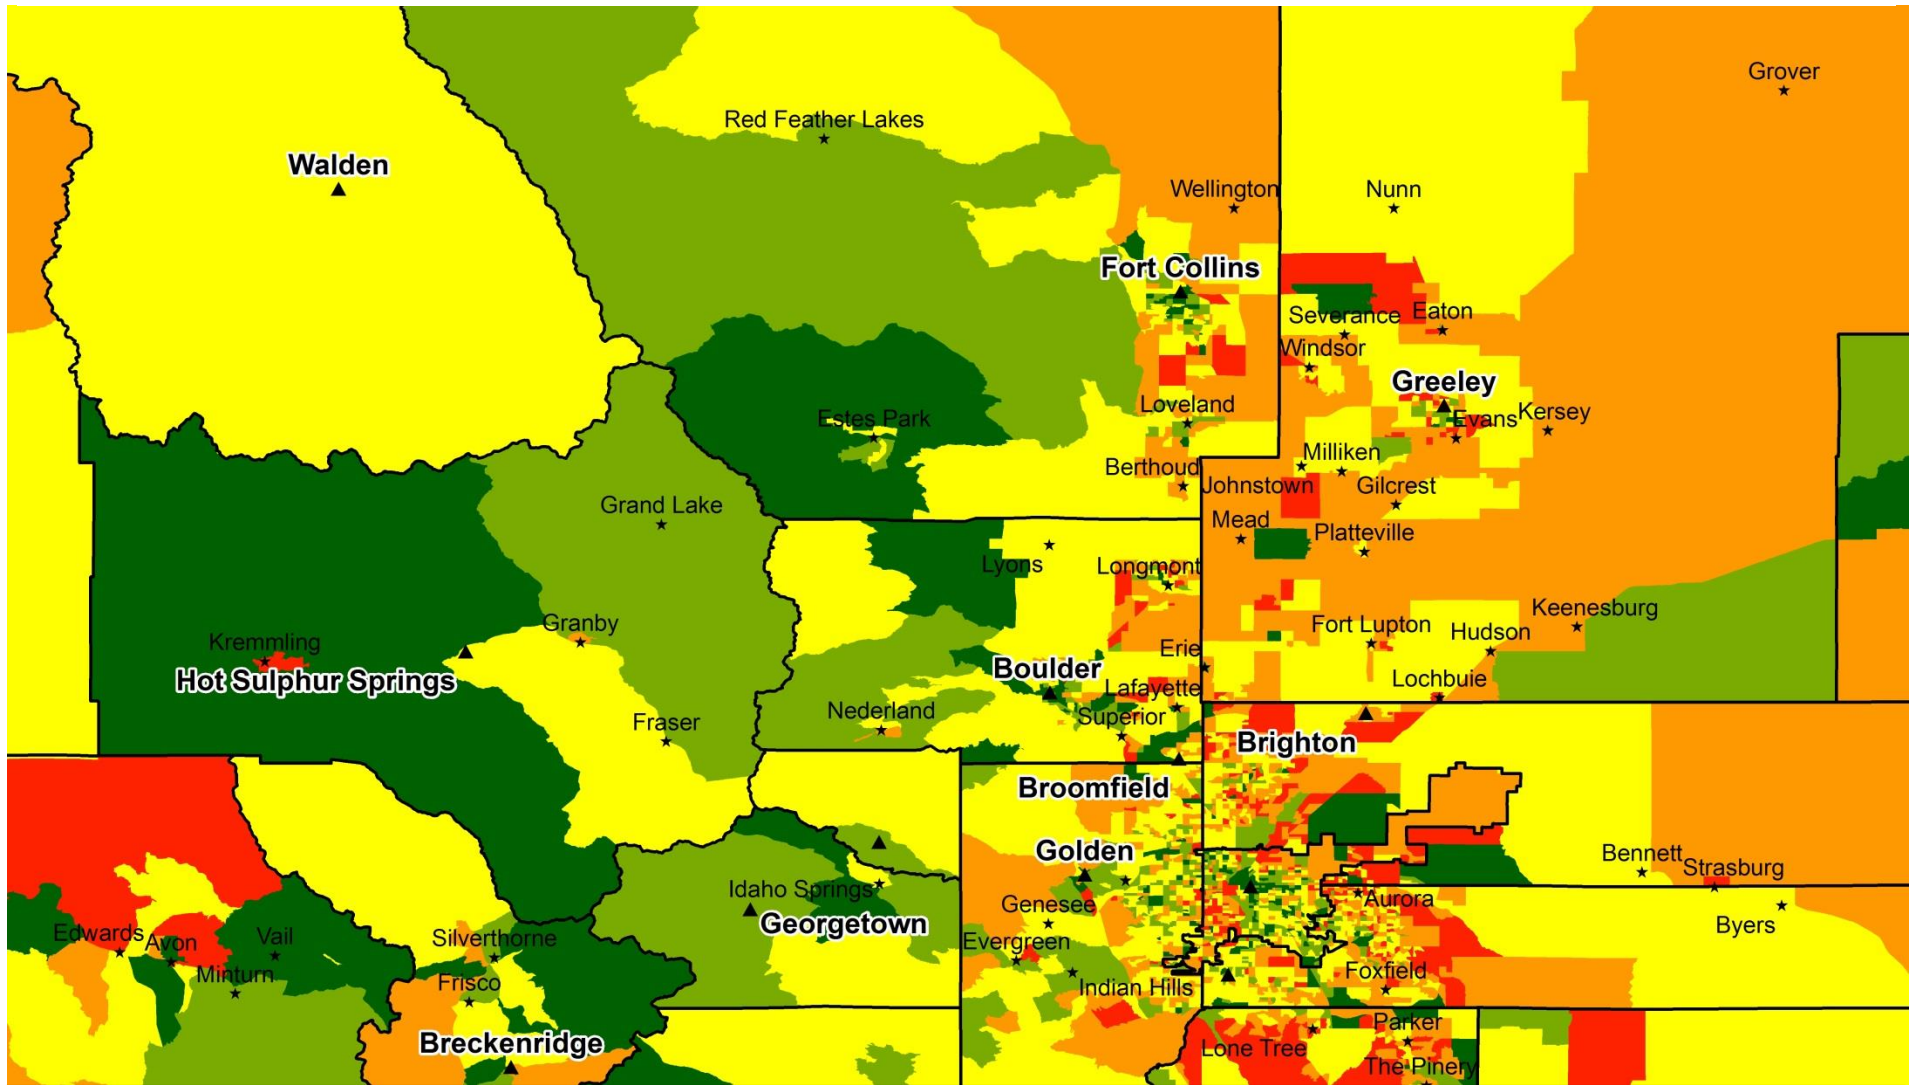 Grover
Red Feather Lakes
Walden
Wellington
Nunn
Fort Collins
Severance
Eaton
Windsor
Greeley
Loveland
Estes Park
Evans
Kersey
Milliken
Berthoud
Johnstown
Gilcrest
Grand Lake
Mead
Platteville
Lyons
Longmont
Keenesburg
Granby
Fort Lupton
Hudson
Kremmling
Erie
Boulder
Hot Sulphur Springs
Lochbuie
Lafayette
Nederland
Superior
Fraser
Brighton
Broomfield
Golden
Bennett
Strasburg
Idaho Springs
Aurora
Genesee
Georgetown
Byers
Edwards
Avon
Vail
Silverthorne
Evergreen
Minturn
Frisco
Foxfield
Indian Hills
Parker
Breckenridge
Lone Tree
The Pinery